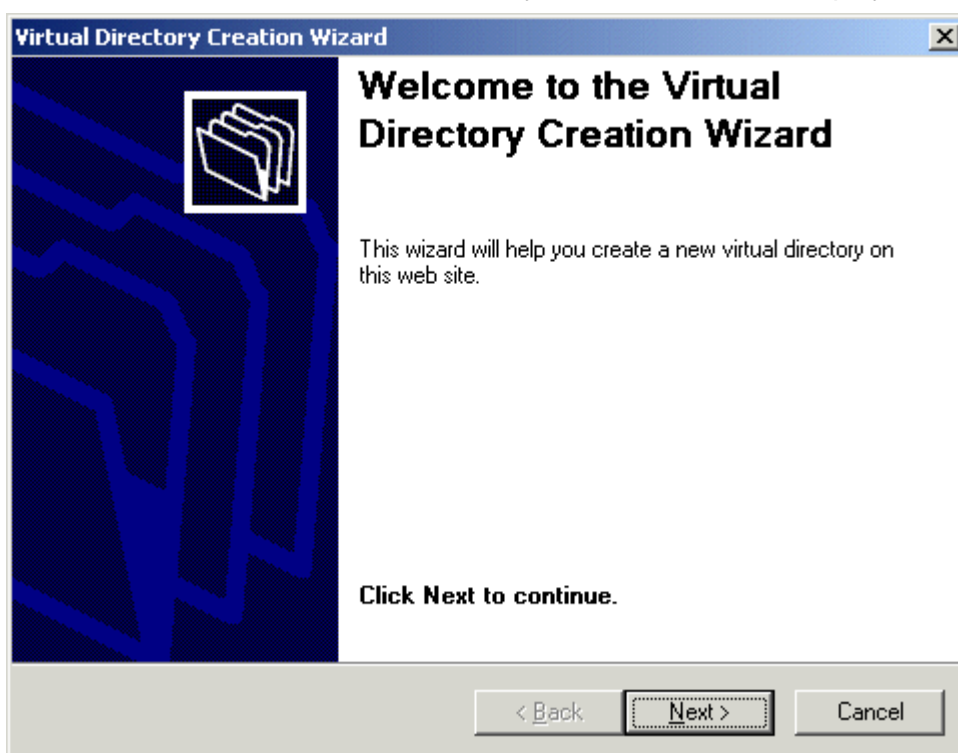 Virtual Directory Creation Wizard
Welcome to the Virtual
Directory Creation Wizard
This wizard will help you create a new virtual directory on
this web site.
Click Next to continue.
< Back
Next >
Cancel